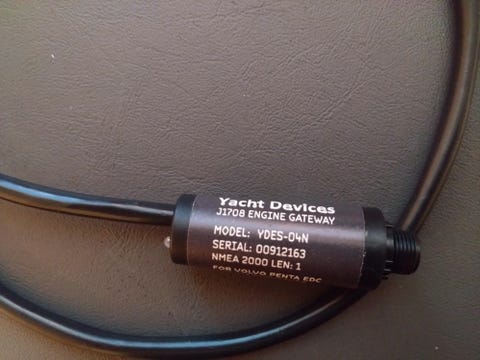 Yacht Devices
J1708 ENGINE GATEWAY
MODEL: YDES-04N
SERIAL: 00912163
NMEA 2000 LEN: 1
FOR VOLVO PENTA EDC